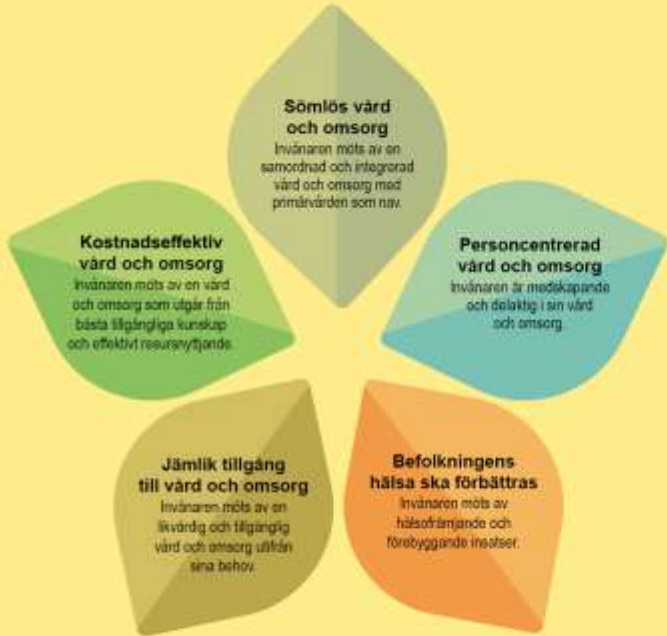 Sömlös vård
och omsorg
Invånaren möts av en
samordnad och integrerad
vård och omsorg med
primärvården som nav.
Kostnadseffektiv
vård och omsorg
Invånaren möts av en vård
och omsorg som utgår från
bästa tillgängliga kunskap
och effektivt resursnyttjande.
Personcentrerad
vård och omsorg
Invånaren är medskapande
och delaktig i sin vård
och omsorg.
Jämlik tillgång
till vård och omsorg
Invånaren möts av en
likvärdig och tillgänglig
vård och omsorg utifrån
sina behov.
Befolkningens
hälsa ska förbättras
Invånaren möts av
hälsofrämjande och
förebyggande insatser.